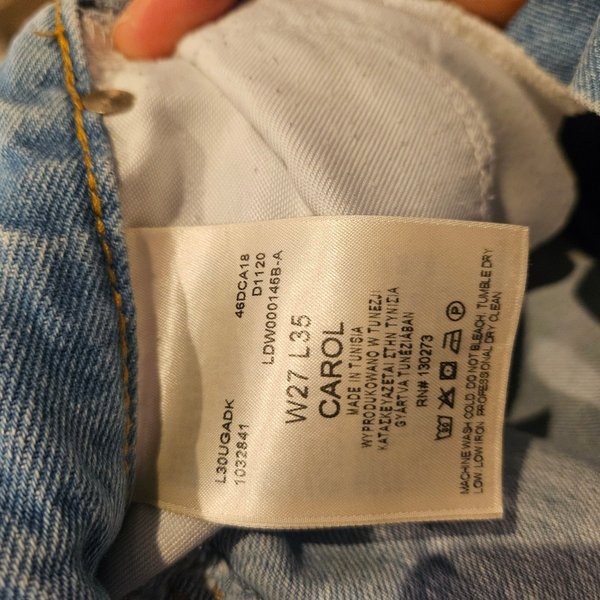 L30UGADK
1032841
46DCA18
D1120
LDW000145B-A
W27 L35
CAROL
MADE IN TUNISIA
WYPRODUKOWANO W TUNEZJI
ΚΑΤΑΣΚΕΥΑΖΕΤΑΙ ΣΤΗΝ ΤΥΝΙΣΙΑ
GYÁRTVA TUNÉZIÁBAN
RN# 130273
MACHINE WASH COLD. DO NOT BLEACH. TUMBLE DRY
LOW. LOW IRON. PROFESSIONAL DRY CLEAN